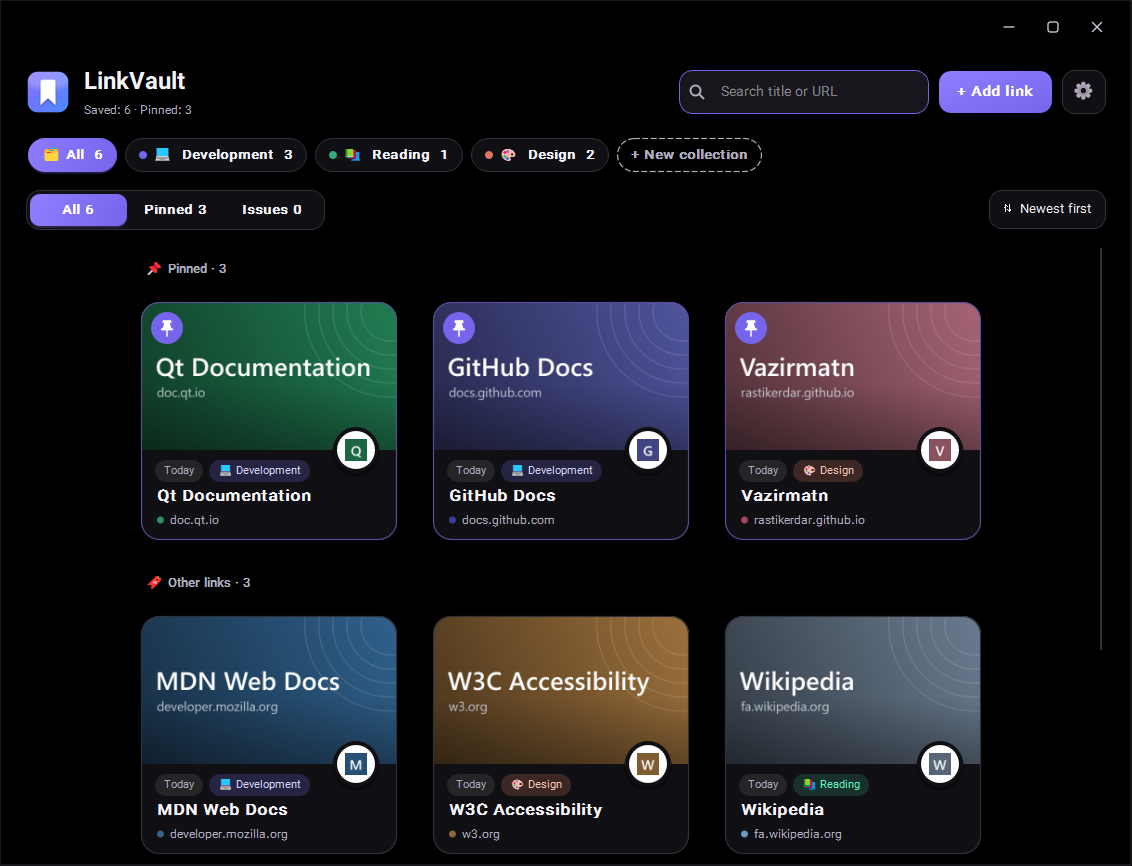 LinkVault
Saved: 6 · Pinned: 3
Search title or URL
+ Add link
All 6
Development 3
Reading 1
Design 2
+ New collection
All 6
Pinned 3
Issues 0
Newest first
Pinned · 3
Qt Documentation
doc.qt.io
Q
Today
Development
Qt Documentation
doc.qt.io
GitHub Docs
docs.github.com
G
Today
Development
GitHub Docs
docs.github.com
Vazirmatn
rastikerdar.github.io
V
Today
Design
Vazirmatn
rastikerdar.github.io
Other links · 3
MDN Web Docs
developer.mozilla.org
M
Today
Development
MDN Web Docs
developer.mozilla.org
W3C Accessibility
w3.org
W
Today
Design
W3C Accessibility
w3.org
Wikipedia
fa.wikipedia.org
W
Today
Reading
Wikipedia
fa.wikipedia.org